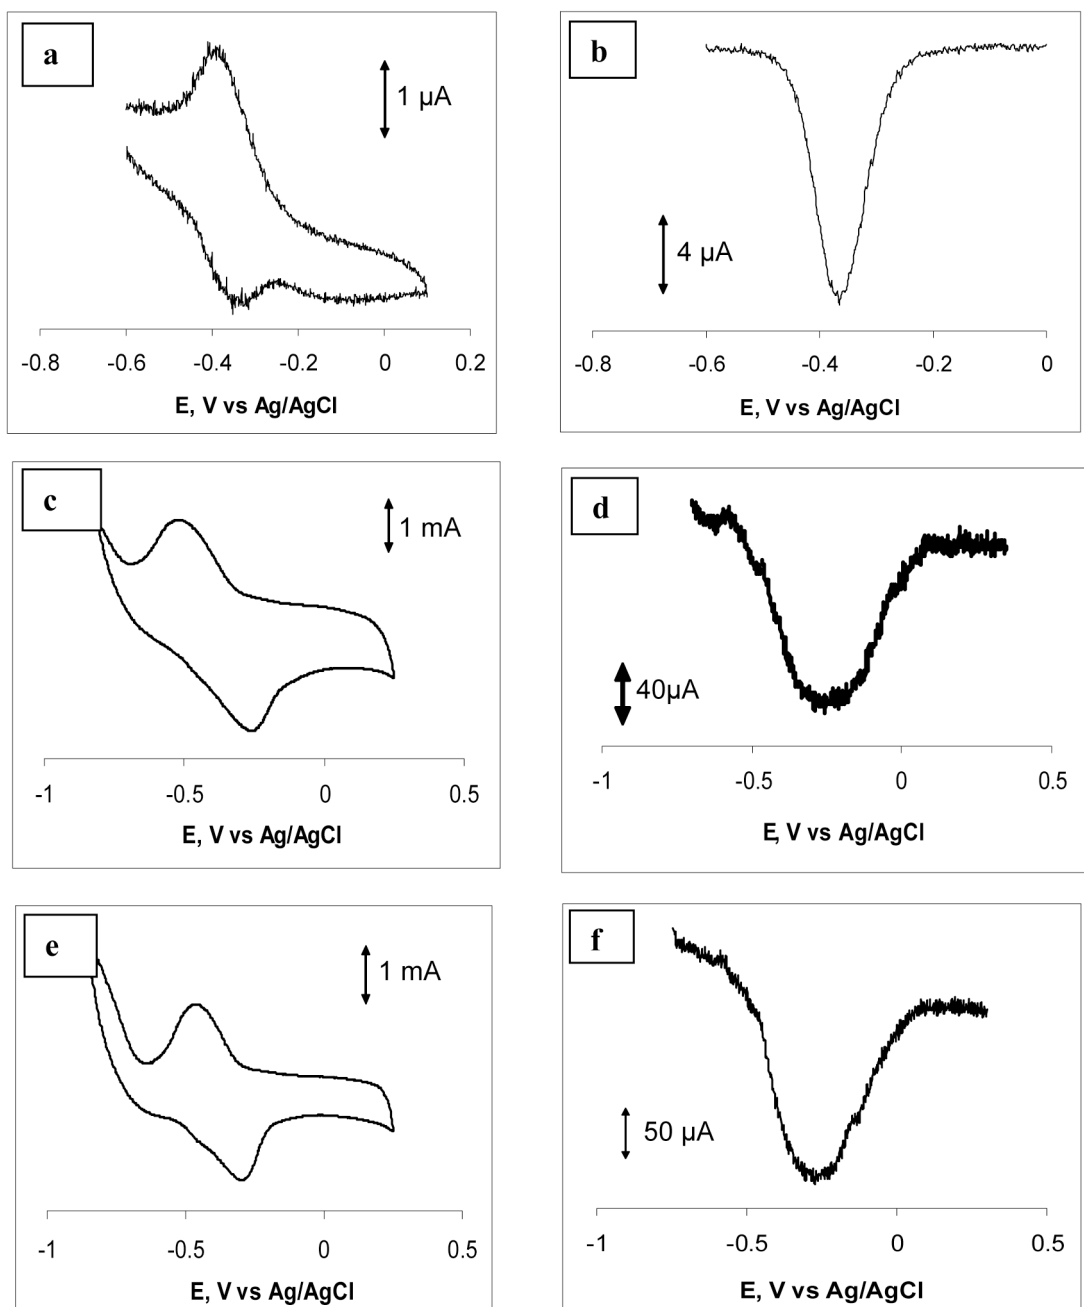 a
1 µA
-0.8 -0.6 -0.4 -0.2 0 0.2
E, V vs Ag/AgCl
b
4 µA
-0.8 -0.6 -0.4 -0.2 0
E, V vs Ag/AgCl
c
1 mA
-1 -0.5 0 0.5
E, V vs Ag/AgCl
d
40µA
-1 -0.5 0 0.5
E, V vs Ag/AgCl
e
1 mA
-1 -0.5 0 0.5
E, V vs Ag/AgCl
f
50 µA
-1 -0.5 0 0.5
E, V vs Ag/AgCl